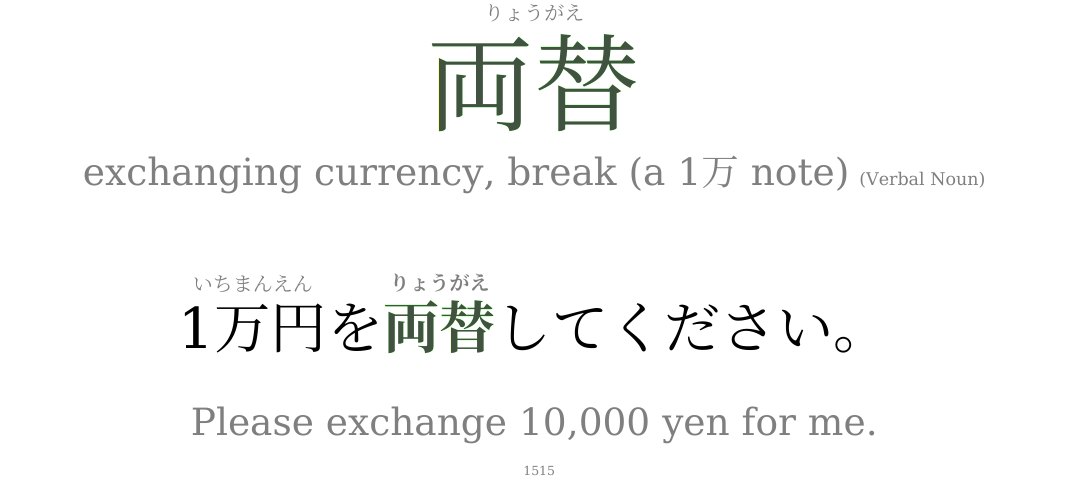 りょうがえ
両替
exchanging currency, break (a 1万 note) (Verbal Noun)
いちまんえん りょうがえ
1万円を両替してください。
Please exchange 10,000 yen for me.
1515